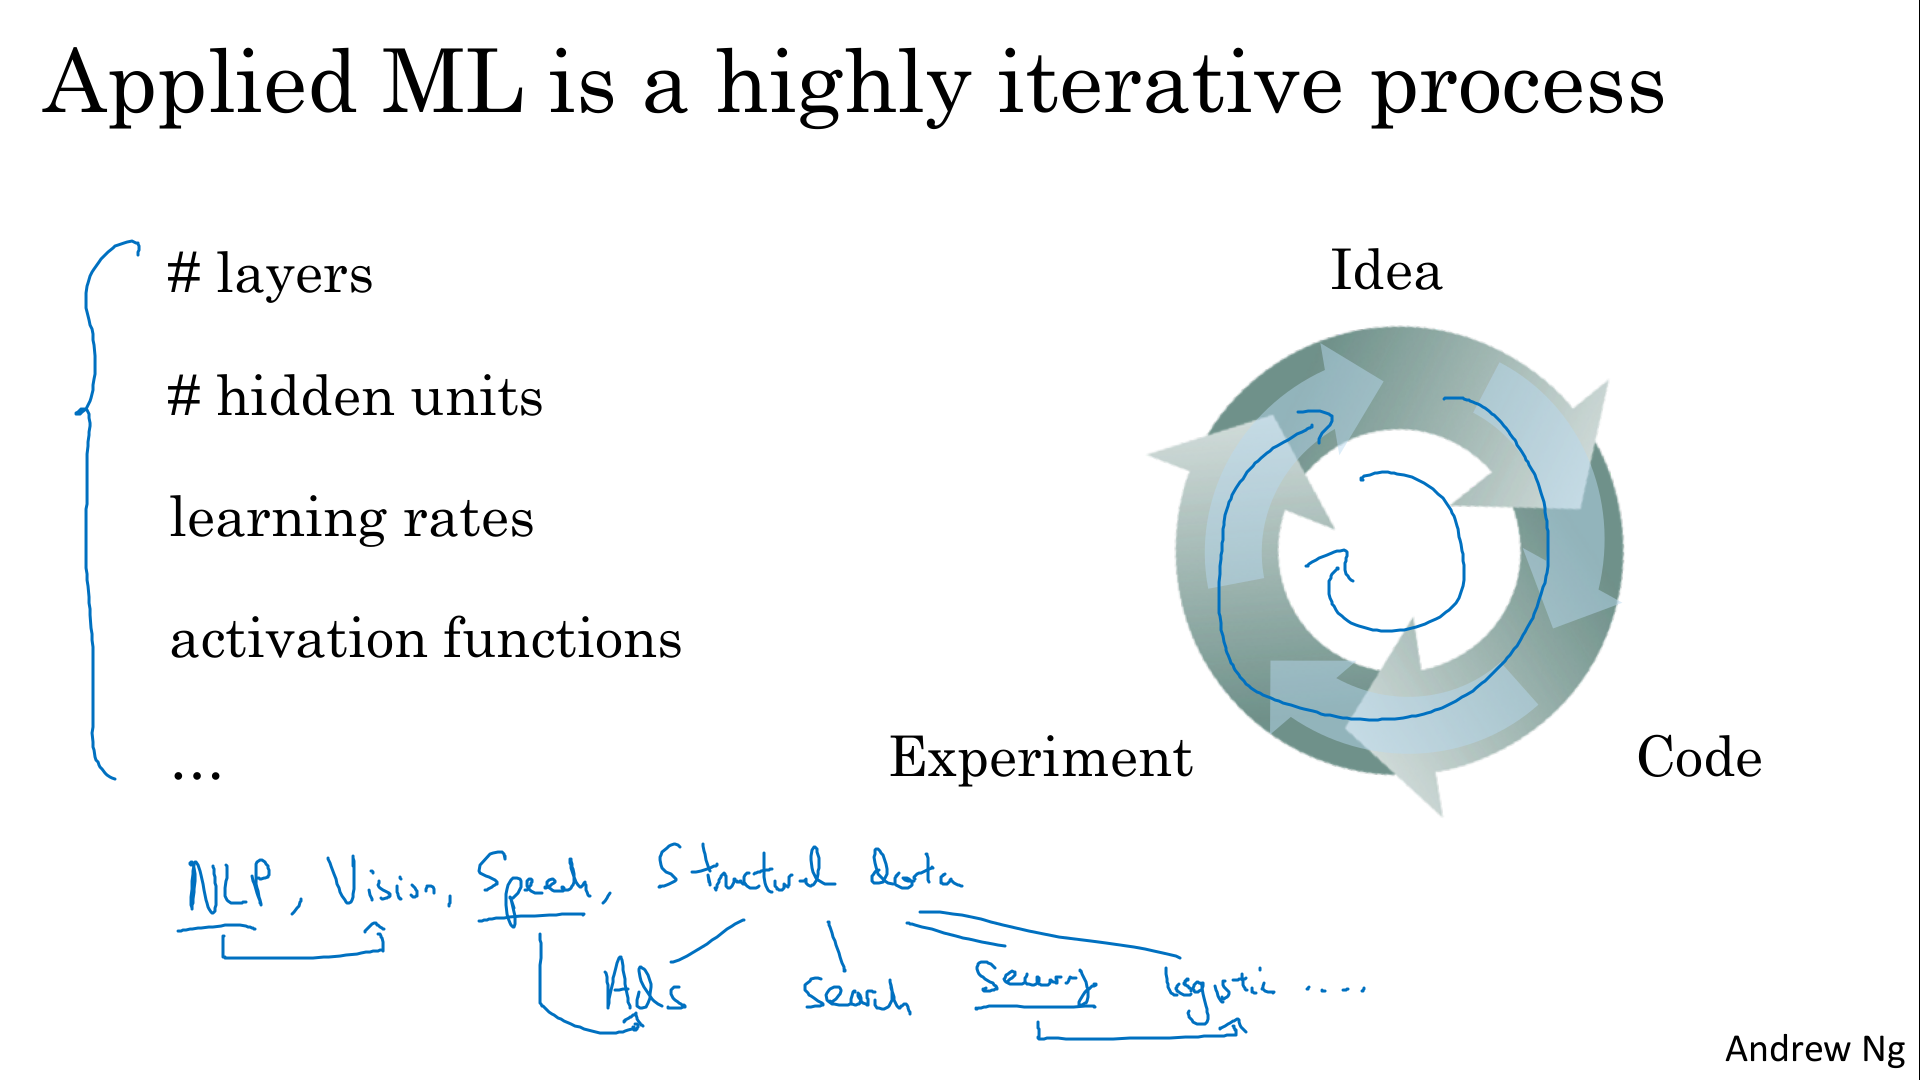 Applied ML is a highly iterative process
# layers
# hidden units
learning rates
activation functions
...
Idea
Experiment
Code
NLP, Vision, Speech, Structured data
Ads Search Security logistic ....
Andrew Ng